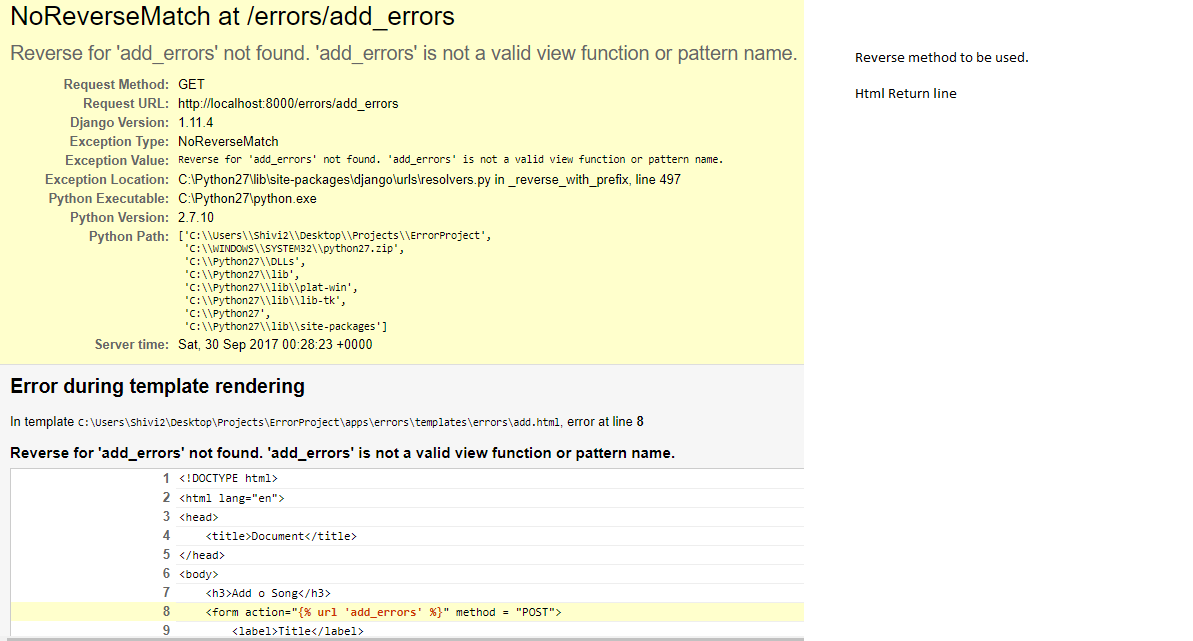 NoReverseMatch at /errors/add_errors
Reverse for 'add_errors' not found. 'add_errors' is not a valid view function or pattern name.
Request Method: GET
Request URL: http://localhost:8000/errors/add_errors
Django Version: 1.11.4
Exception Type: NoReverseMatch
Exception Value: Reverse for 'add_errors' not found. 'add_errors' is not a valid view function or pattern name.
Exception Location: C:\Python27\lib\site-packages\django\urls\resolvers.py in _reverse_with_prefix, line 497
Python Executable: C:\Python27\python.exe
Python Version: 2.7.10
Python Path: ['C:\\Users\\Shivi2\\Desktop\\Projects\\ErrorProject',
'C:\\WINDOWS\\SYSTEM32\\python27.zip',
'C:\\Python27\\DLLs',
'C:\\Python27\\lib',
'C:\\Python27\\lib\\plat-win',
'C:\\Python27\\lib\\lib-tk',
'C:\\Python27',
'C:\\Python27\\lib\\site-packages']
Server time: Sat, 30 Sep 2017 00:28:23 +0000
Error during template rendering
In template C:\Users\Shivi2\Desktop\Projects\ErrorProject\apps\errors\templates\errors\add.html, error at line 8
Reverse for 'add_errors' not found. 'add_errors' is not a valid view function or pattern name.
1 <!DOCTYPE html>
2 <html lang="en">
3 <head>
4 <title>Document</title>
5 </head>
6 <body>
7 <h3>Add o Song</h3>
8 <form action="{% url 'add_errors' %}" method = "POST">
9 <label>Title</label>
Reverse method to be used.
Html Return line